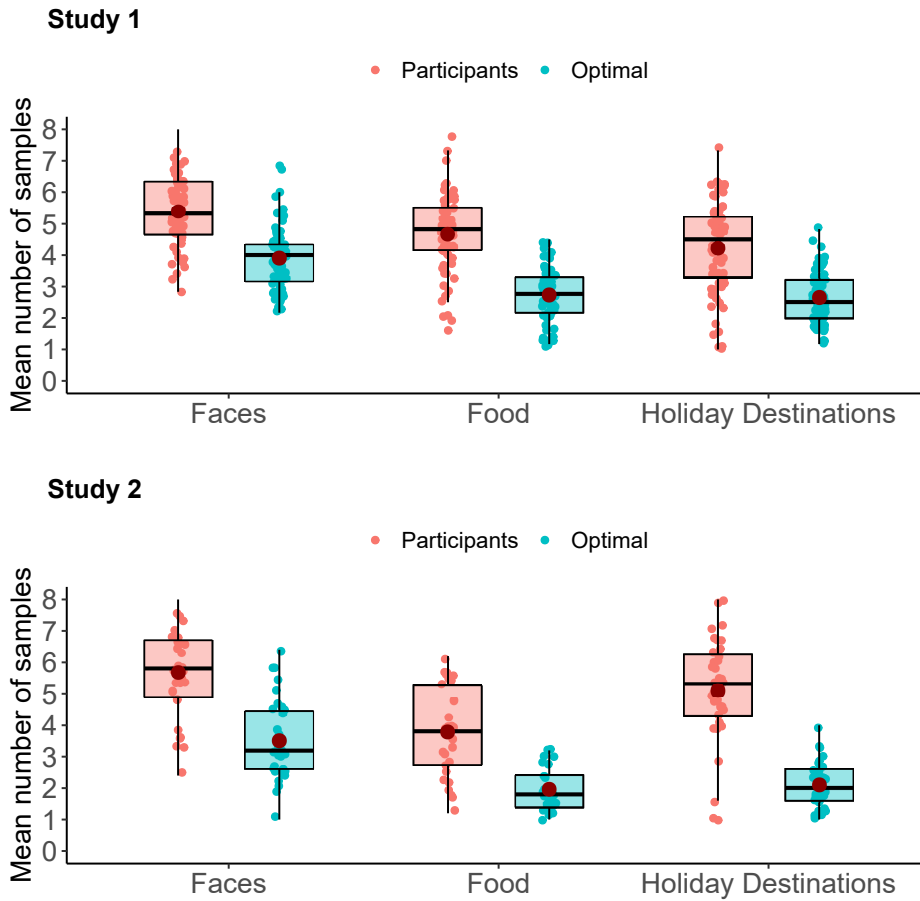 Study 1
Participants Optimal
Mean number of samples
8
7
6
5
4
3
2
1
0
Faces Food Holiday Destinations
Study 2
Participants Optimal
Mean number of samples
8
7
6
5
4
3
2
1
0
Faces Food Holiday Destinations